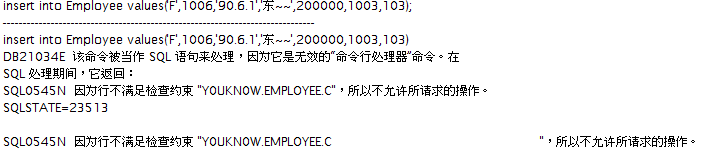 insert into Employee values('F',1006,'90.6.1','东~~',200000,1003,103);
------------------------------------------------------------------------------
insert into Employee values('F',1006,'90.6.1','东~~',200000,1003,103)
DB21034E 该命令被当作 SQL 语句来处理，因为它是无效的“命令行处理器”命令。在
SQL 处理期间，它返回：
SQL0545N 因为行不满足检查约束 "Y0UKN0W.EMPLOYEE.C"，所以不允许所请求的操作。
SQLSTATE=23513
SQL0545N 因为行不满足检查约束 "Y0UKN0W.EMPLOYEE.C "，所以不允许所请求的操作。